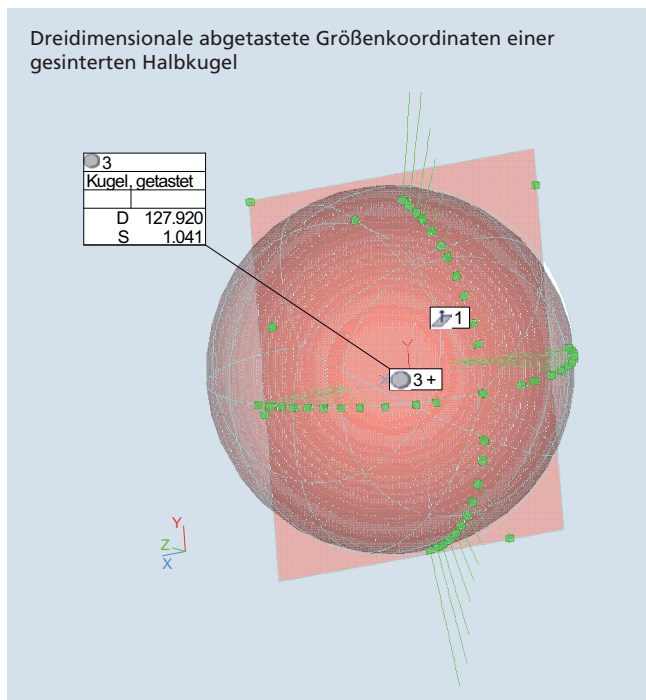 Dreidimensionale abgetastete Größenkoordinaten einer
gesinterten Halbkugel
3
Kugel, getastet
D 127.920
S 1.041
1
Y
X
3 +
Y
Z
X